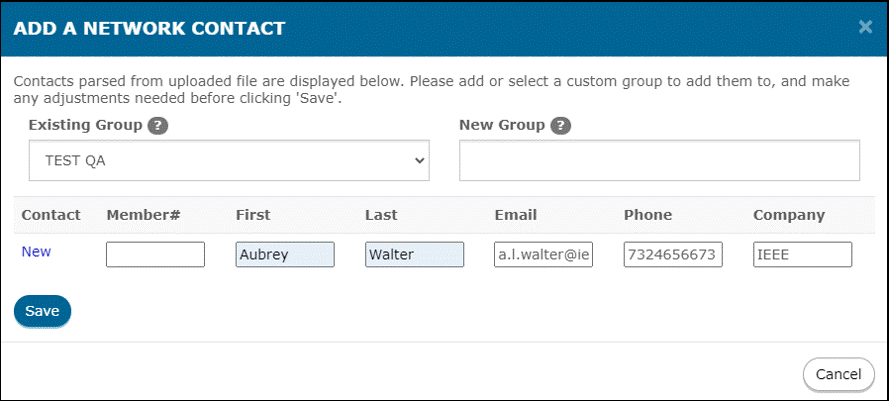 ADD A NETWORK CONTACT ×
Contacts parsed from uploaded file are displayed below. Please add or select a custom group to add them to, and make
any adjustments needed before clicking 'Save'.
Existing Group ? New Group ?
TEST QA
Contact Member# First Last Email Phone Company
New Aubrey Walter a.l.walter@ie 7324656673 IEEE
Save
Cancel